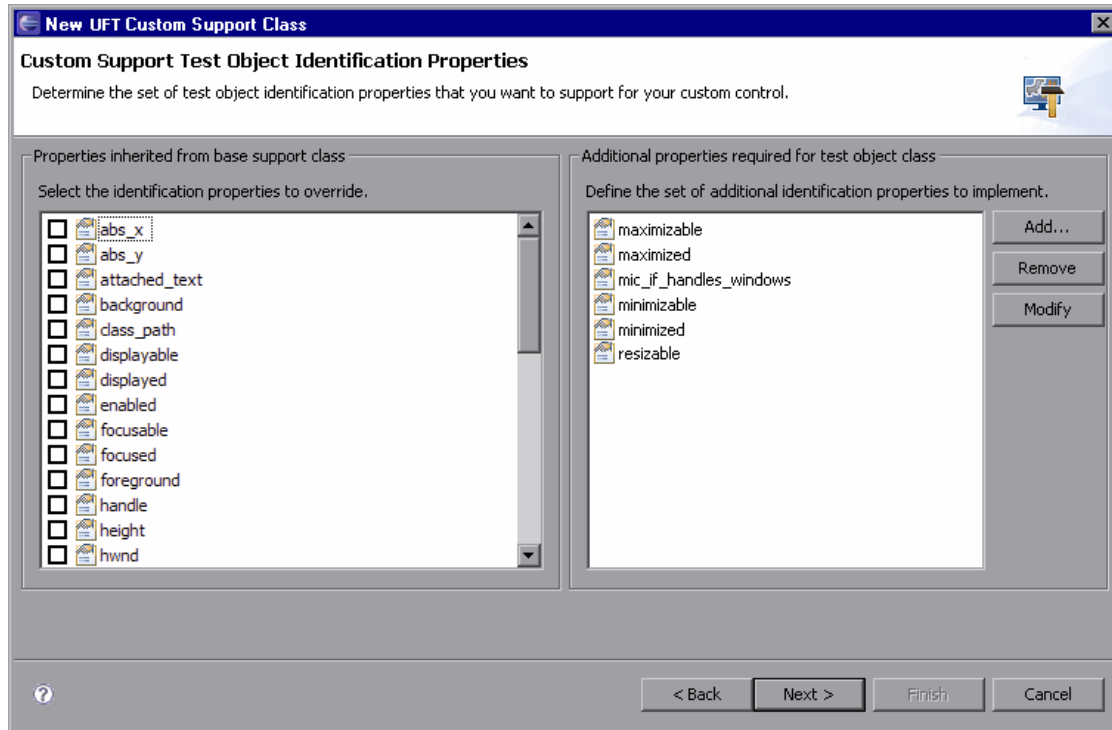 New UFT Custom Support Class
Custom Support Test Object Identification Properties
Determine the set of test object identification properties that you want to support for your custom control.
Properties inherited from base support class
Select the identification properties to override.
abs_x
abs_y
attached_text
background
class_path
displayable
displayed
enabled
focusable
focused
foreground
handle
height
hwnd
Additional properties required for test object class
Define the set of additional identification properties to implement.
maximizable
maximized
mic_if_handles_windows
minimizable
minimized
resizable
Add...
Remove
Modify
?
< Back
Next >
Finish
Cancel